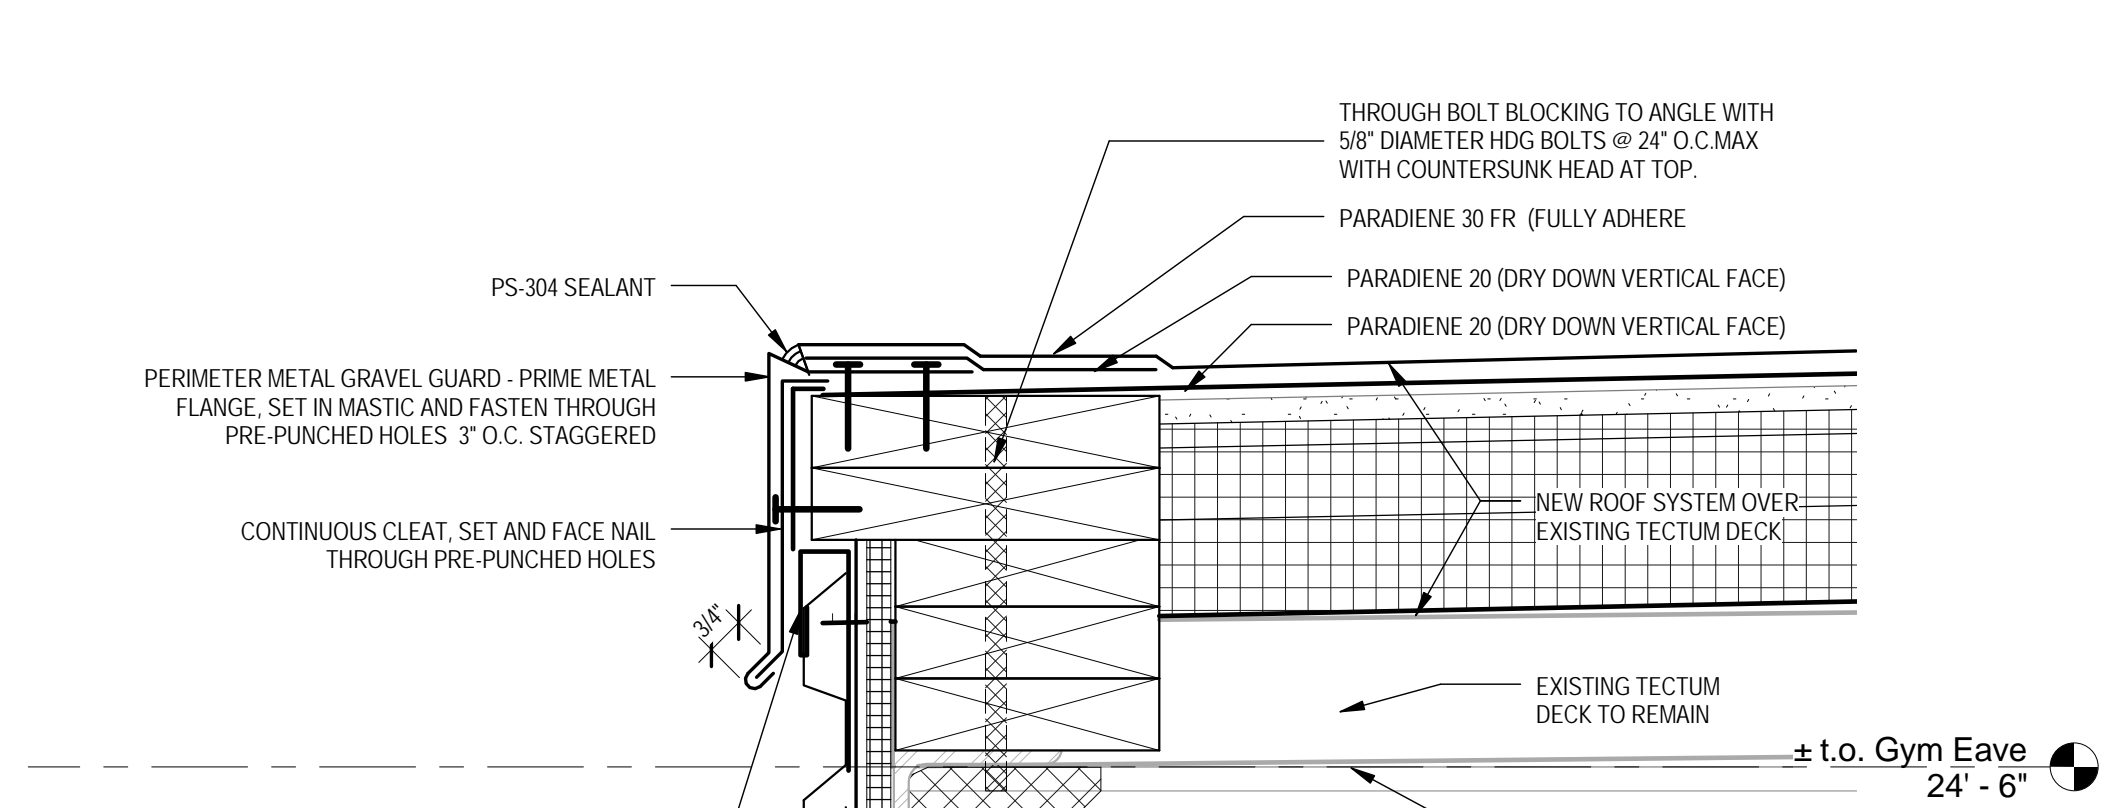 THROUGH BOLT BLOCKING TO ANGLE WITH
5/8" DIAMETER HDG BOLTS @ 24" O.C.MAX
WITH COUNTERSUNK HEAD AT TOP.
PARADIENE 30 FR (FULLY ADHERE
PARADIENE 20 (DRY DOWN VERTICAL FACE)
PARADIENE 20 (DRY DOWN VERTICAL FACE)
PS-304 SEALANT
PERIMETER METAL GRAVEL GUARD - PRIME METAL
FLANGE, SET IN MASTIC AND FASTEN THROUGH
PRE-PUNCHED HOLES 3" O.C. STAGGERED
CONTINUOUS CLEAT, SET AND FACE NAIL
THROUGH PRE-PUNCHED HOLES
3/4"
NEW ROOF SYSTEM OVER
EXISTING TECTUM DECK
EXISTING TECTUM
DECK TO REMAIN
± t.o. Gym Eave
24' - 6"